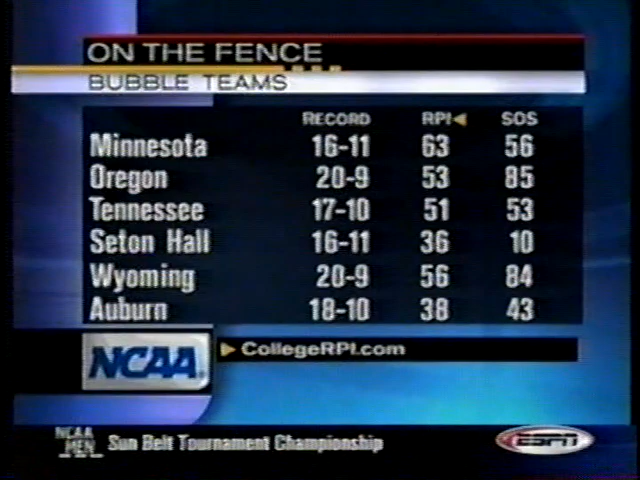 ON THE FENCE
BUBBLE TEAMS
RECORD RPI SOS
Minnesota 16-11 63 56
Oregon 20-9 53 85
Tennessee 17-10 51 53
Seton Hall 16-11 36 10
Wyoming 20-9 56 84
Auburn 18-10 38 43
NCAA
CollegeRPI.com
NCAA
MEN
Sun Belt Tournament Championship
ESPN